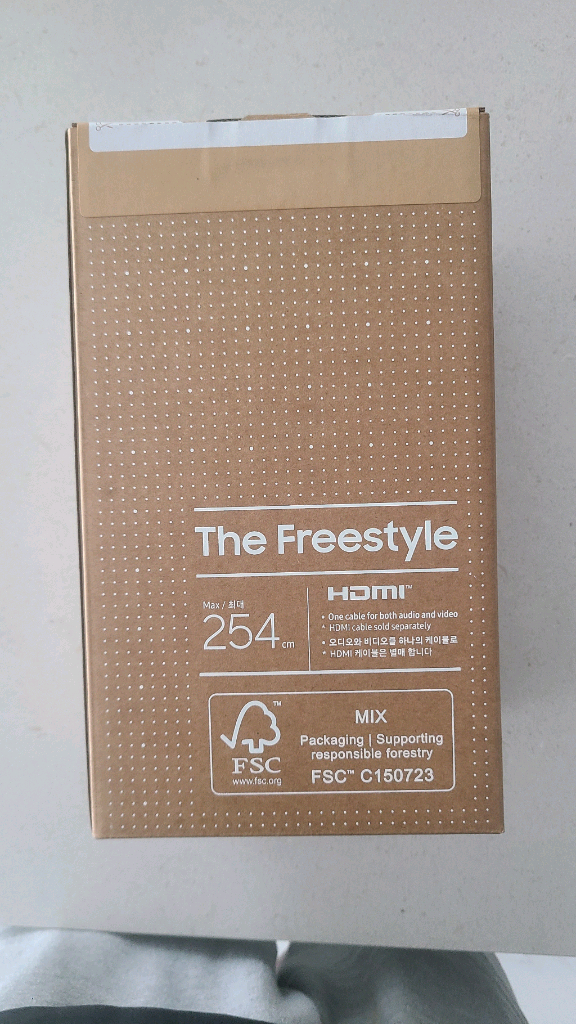 The Freestyle
Max / 최대
254 cm
HDMI™
• One cable for both audio and video
* HDMI cable sold separately
• 오디오와 비디오를 하나의 케이블로
* HDMI 케이블은 별매 합니다
FSC
www.fsc.org
MIX
Packaging | Supporting
responsible forestry
FSC™ C150723